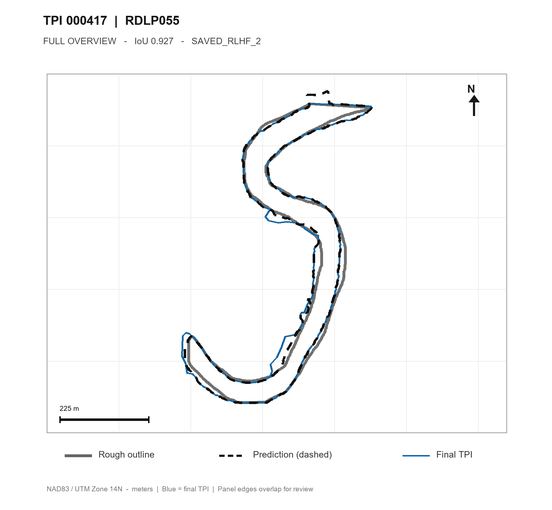 TPI 000417 | RDLP055
FULL OVERVIEW - IoU 0.927 - SAVED_RLHF_2
N
225 m
Rough outline Prediction (dashed) Final TPI
NAD83 / UTM Zone 14N - meters | Blue = final TPI | Panel edges overlap for review